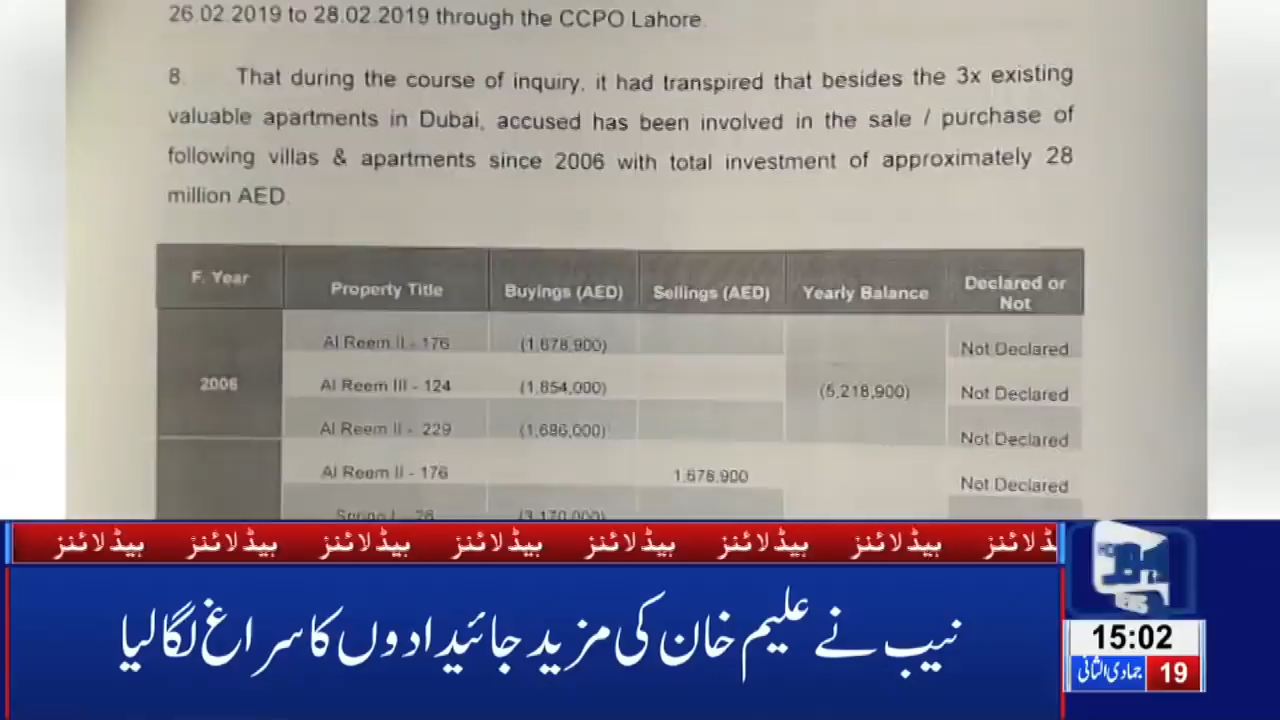 26.02.2019 to 28.02.2019 through the CCPO Lahore.
8. That during the course of inquiry, it had transpired that besides the 3x existing
valuable apartments in Dubai, accused has been involved in the sale / purchase of
following villas & apartments since 2006 with total investment of approximately 28
million AED.
F. Year Property Title Buyings (AED) Sellings (AED) Yearly Balance Declared or Not
2006 Al Reem II - 176 (1,678,900) (5,218,900) Not Declared
Al Reem III - 124 (1,854,000) Not Declared
Al Reem II - 229 (1,686,000) Not Declared
Al Reem II - 176 1,678,900 Not Declared
Spring I - 26 (3,170,000)
ہیڈلائنز ہیڈلائنز ہیڈلائنز ہیڈلائنز ہیڈلائنز ہیڈلائنز ہیڈلائنز ڈلائنز
نیب نے علیم خان کی مزید جائیدادوں کا سراغ لگالیا
15:02
19 جمادی الثانی